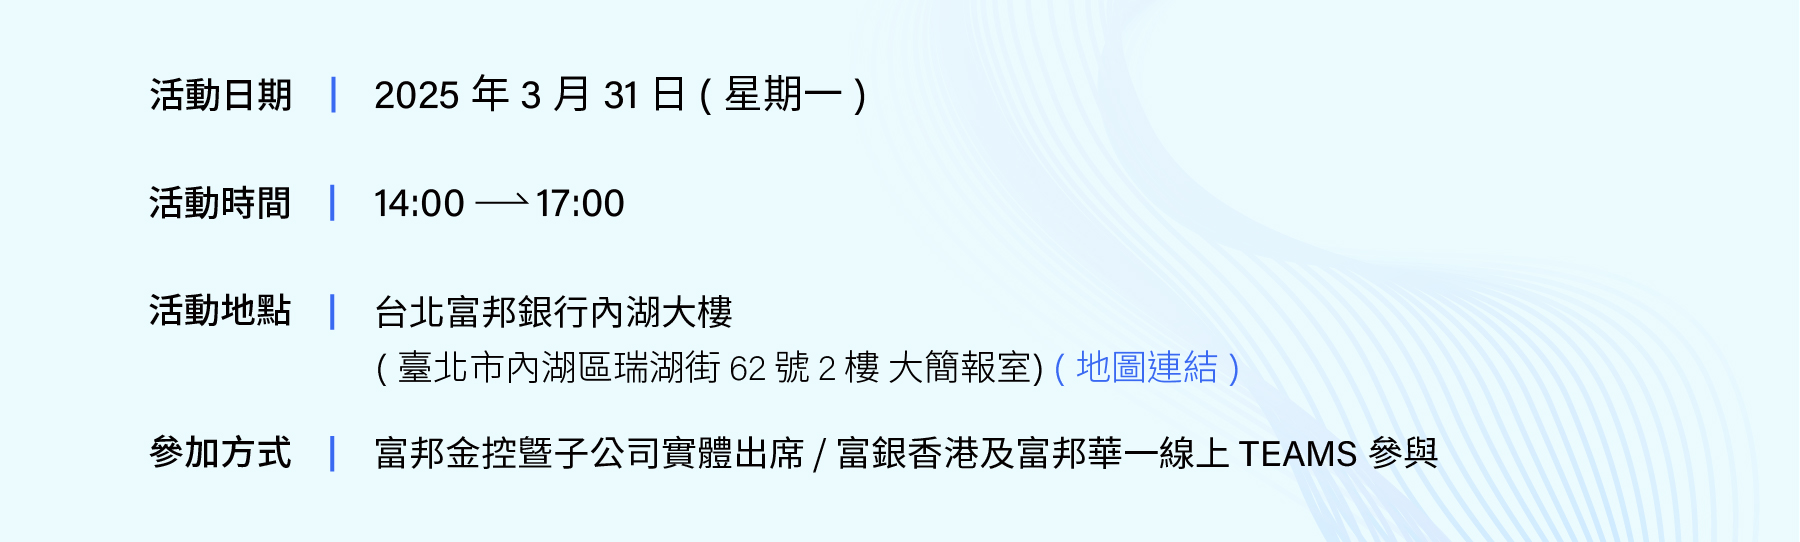 活動日期 | 2025 年 3 月 31 日 ( 星期一 )
活動時間 | 14:00 ⇀ 17:00
活動地點 | 台北富邦銀行內湖大樓
( 臺北市內湖區瑞湖街 62 號 2 樓 大簡報室) ( 地圖連結 )
參加方式 | 富邦金控暨子公司實體出席 / 富銀香港及富邦華一線上 TEAMS 參與